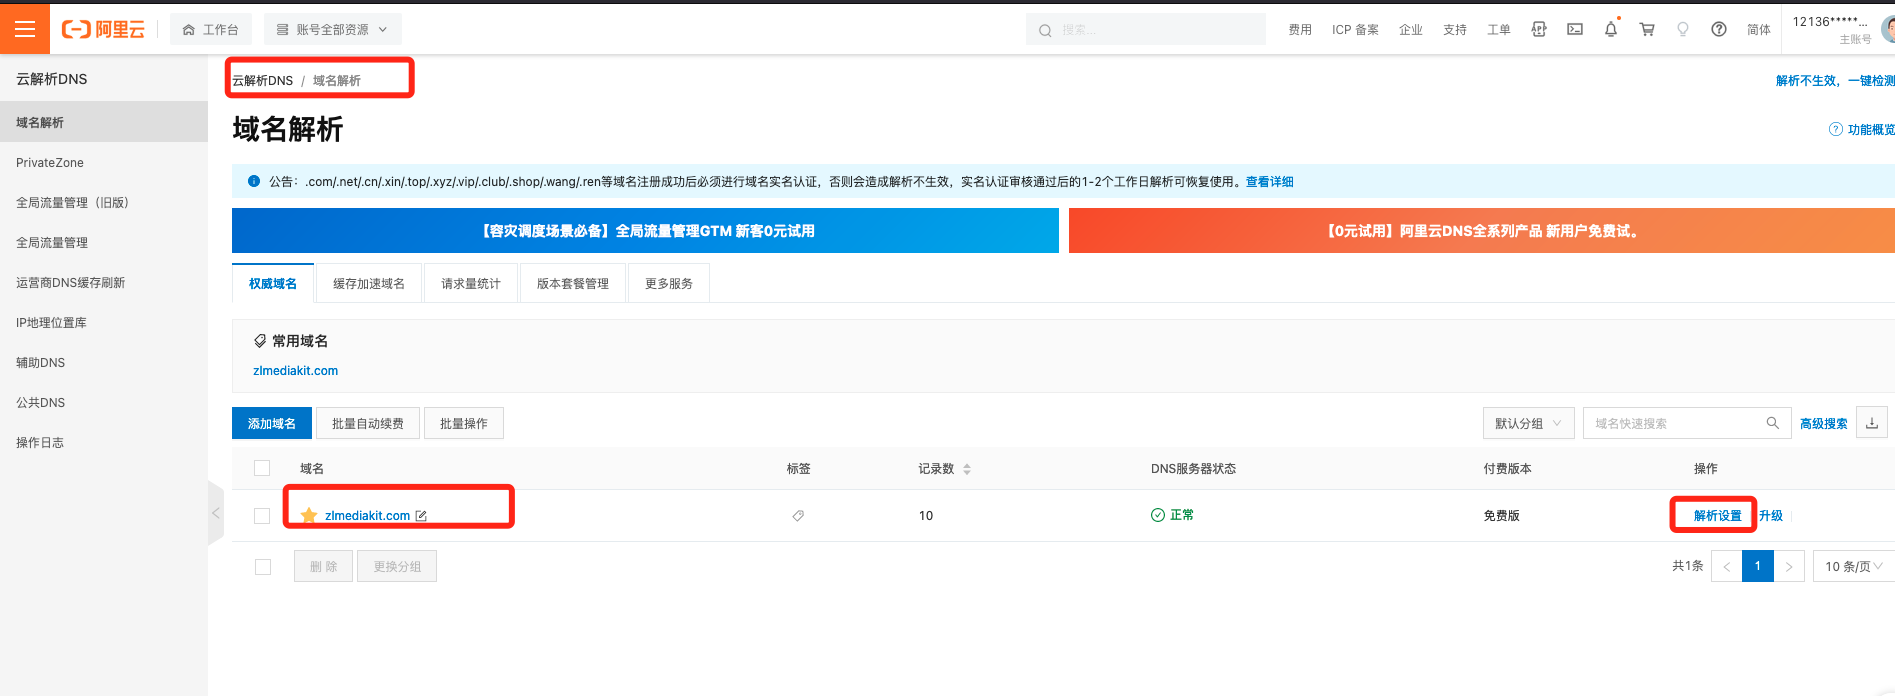 阿里云 工作台 账号全部资源 搜索... 费用 ICP 备案 企业 支持 工单 简体 12136*****...
主账号
云解析DNS
域名解析
PrivateZone
全局流量管理（旧版）
全局流量管理
运营商DNS缓存刷新
IP地理位置库
辅助DNS
公共DNS
操作日志
云解析DNS / 域名解析
解析不生效，一键检测
域名解析
功能概览
公告：.com/.net/.cn/.xin/.top/.xyz/.vip/.club/.shop/.wang/.ren等域名注册成功后必须进行域名实名认证，否则会造成解析不生效，实名认证审核通过后的1-2个工作日解析可恢复使用。查看详细
【容灾调度场景必备】全局流量管理GTM 新客0元试用
【0元试用】阿里云DNS全系列产品 新用户免费试。
权威域名 缓存加速域名 请求量统计 版本套餐管理 更多服务
常用域名
zlmediakit.com
添加域名 批量自动续费 批量操作 默认分组 域名快速搜索 高级搜索
域名 标签 记录数 DNS服务器状态 付费版本 操作
zlmediakit.com 10 正常 免费版 解析设置 升级
删 除 更换分组 共1条 < 1 > 10 条/页